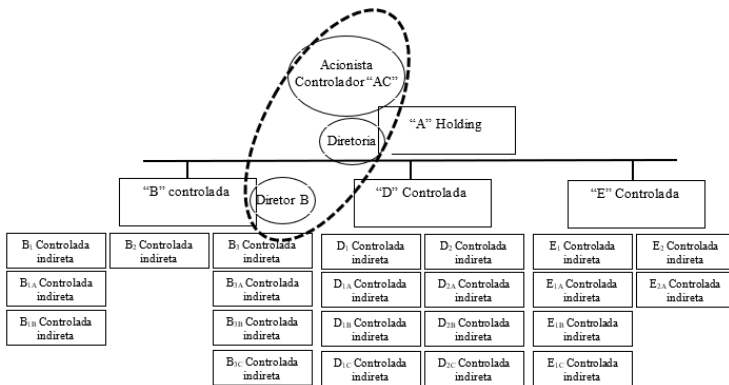 Acionista
Controlador “AC”
“A” Holding
Diretoria
“B” controlada
Diretor B
“D” Controlada
“E” Controlada
B1 Controlada
indireta
B2 Controlada
indireta
B3 Controlada
indireta
D1 Controlada
indireta
D2 Controlada
indireta
E1 Controlada
indireta
E2 Controlada
indireta
B1A Controlada
indireta
B3A Controlada
indireta
D1A Controlada
indireta
D2A Controlada
indireta
E1A Controlada
indireta
E2A Controlada
indireta
B1B Controlada
indireta
B3B Controlada
indireta
D1B Controlada
indireta
D2B Controlada
indireta
E1B Controlada
indireta
B3C Controlada
indireta
D1C Controlada
indireta
D2C Controlada
indireta
E1C Controlada
indireta